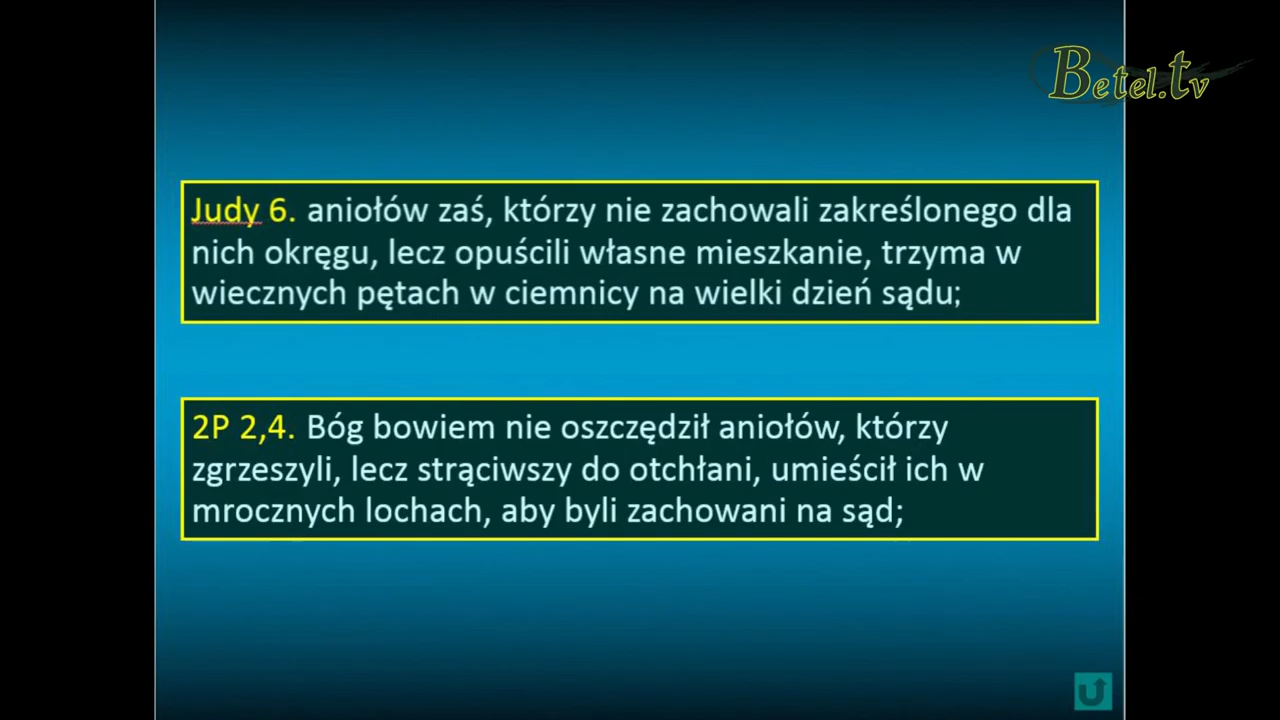 Betel.tv
Judy 6. aniołów zaś, którzy nie zachowali zakreślonego dla
nich okręgu, lecz opuścili własne mieszkanie, trzyma w
wiecznych pętach w ciemnicy na wielki dzień sądu;
2P 2,4. Bóg bowiem nie oszczędził aniołów, którzy
zgrzeszyli, lecz strąciwszy do otchłani, umieścił ich w
mrocznych lochach, aby byli zachowani na sąd;